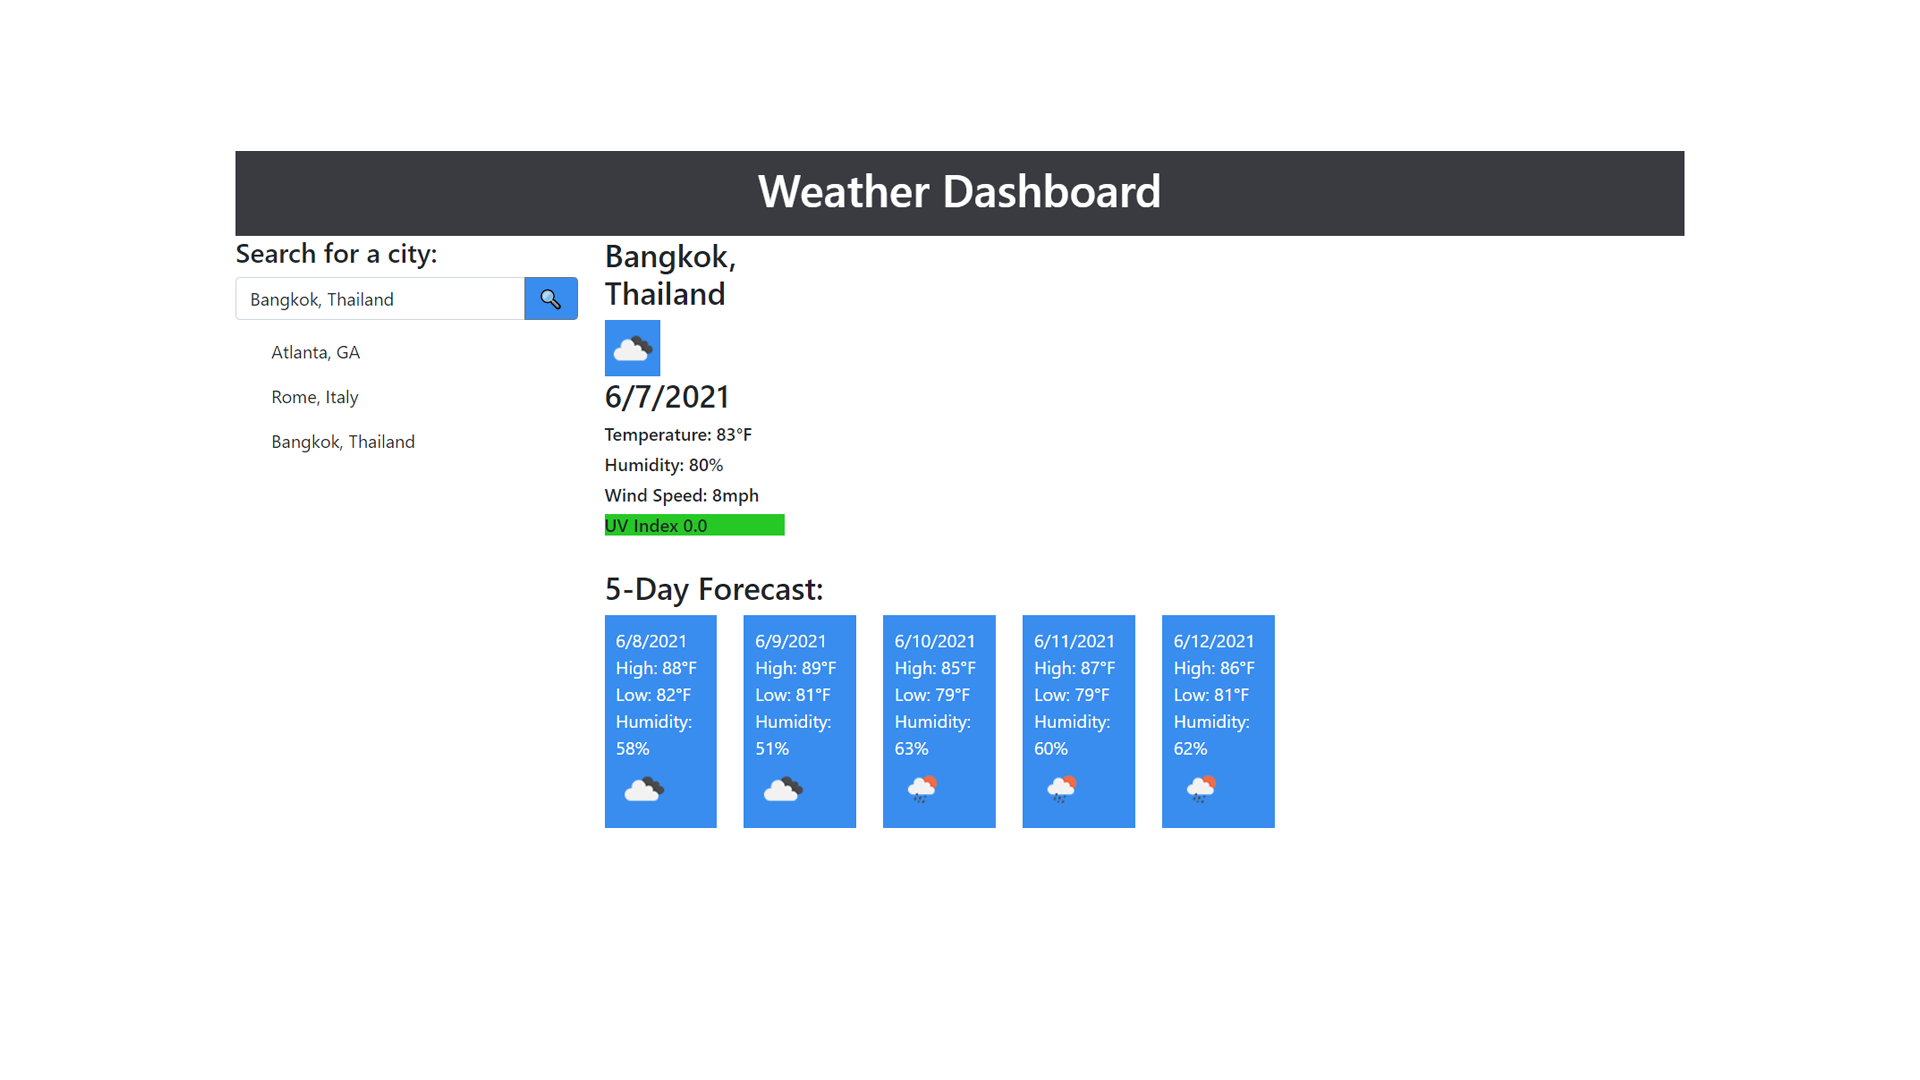 Weather Dashboard
Search for a city:
Bangkok, Thailand
Atlanta, GA
Rome, Italy
Bangkok, Thailand
Bangkok,
Thailand
6/7/2021
Temperature: 83°F
Humidity: 80%
Wind Speed: 8mph
UV Index 0.0
5-Day Forecast:
6/8/2021
High: 88°F
Low: 82°F
Humidity:
58%
6/9/2021
High: 89°F
Low: 81°F
Humidity:
51%
6/10/2021
High: 85°F
Low: 79°F
Humidity:
63%
6/11/2021
High: 87°F
Low: 79°F
Humidity:
60%
6/12/2021
High: 86°F
Low: 81°F
Humidity:
62%